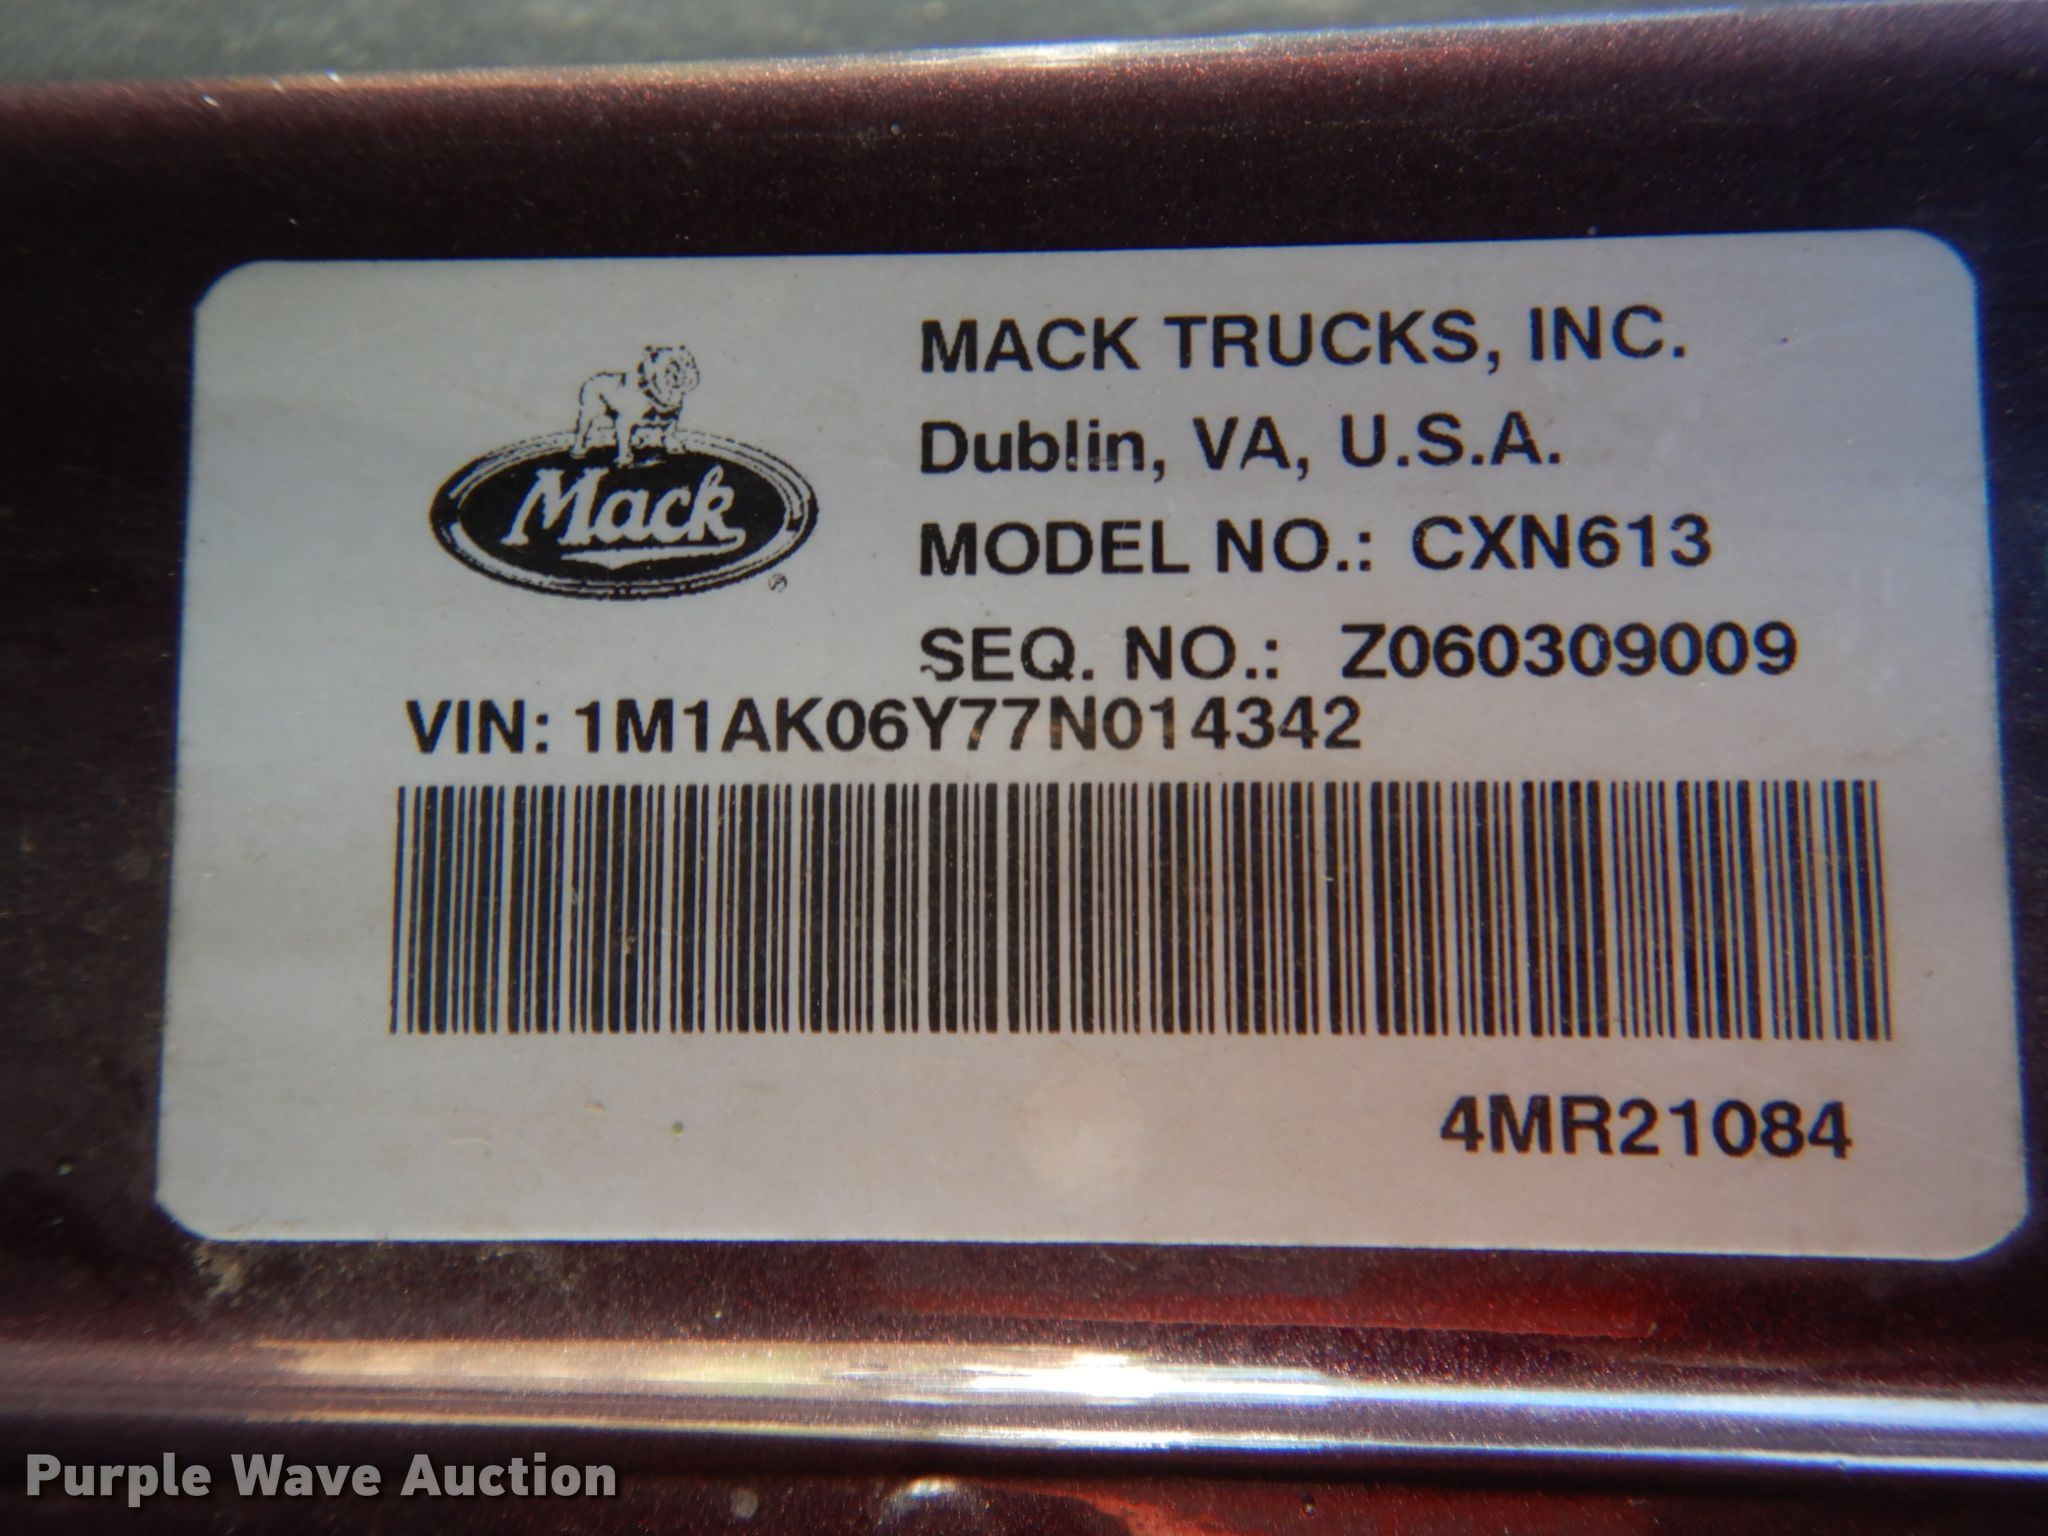 Mack
®
MACK TRUCKS, INC.
Dublin, VA, U.S.A.
MODEL NO.: CXN613
SEQ. NO.: Z060309009
VIN: 1M1AK06Y77N014342
4MR21084
Purple Wave Auction